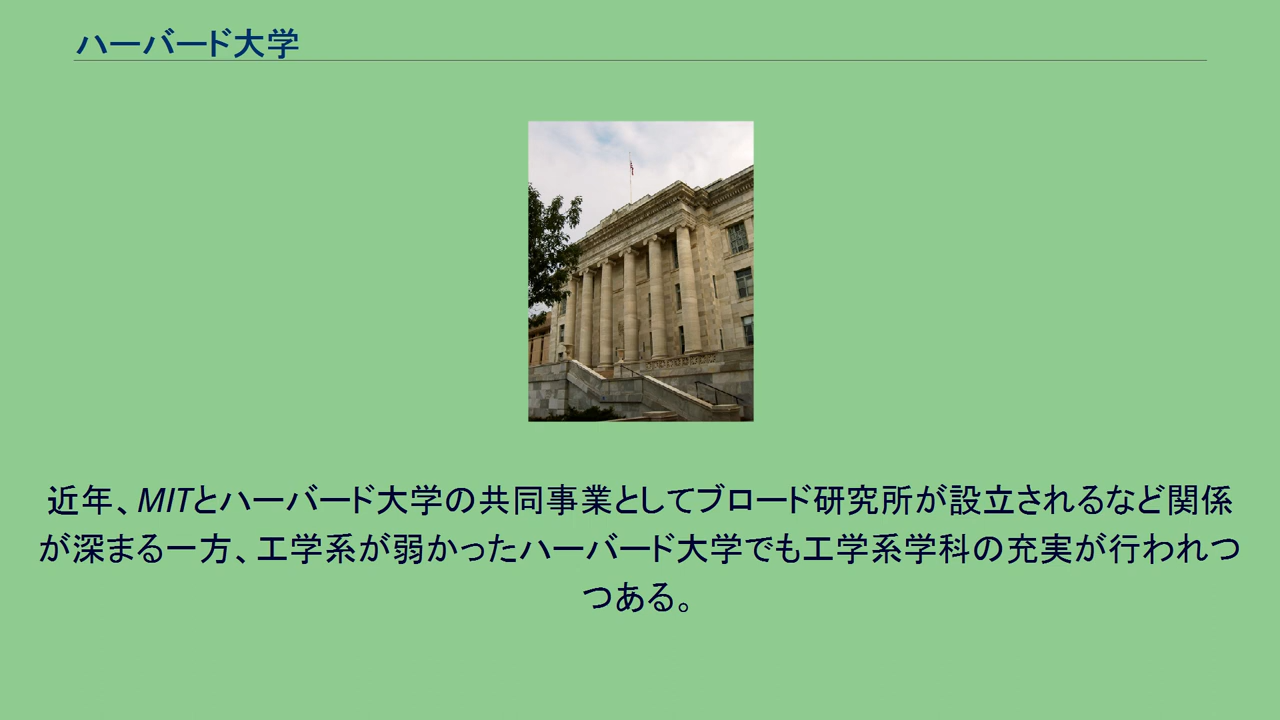 ハーバード大学
近年、MITとハーバード大学の共同事業としてブロード研究所が設立されるなど関係
が深まる一方、工学系が弱かったハーバード大学でも工学系学科の充実が行われつ
つある。